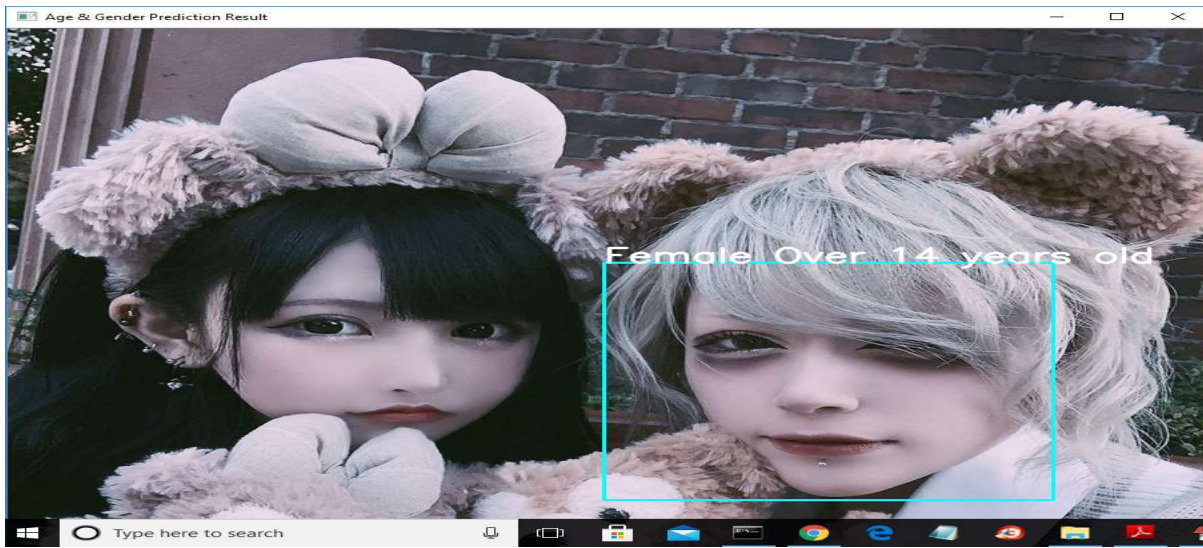 Age & Gender Prediction Result
Female Over 14 years old
Type here to search